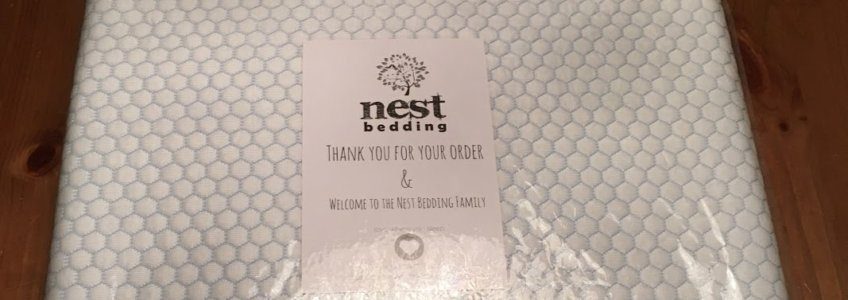 nest
bedding
THANK YOU FOR YOUR ORDER
&
WELCOME TO THE NEST BEDDING FAMILY